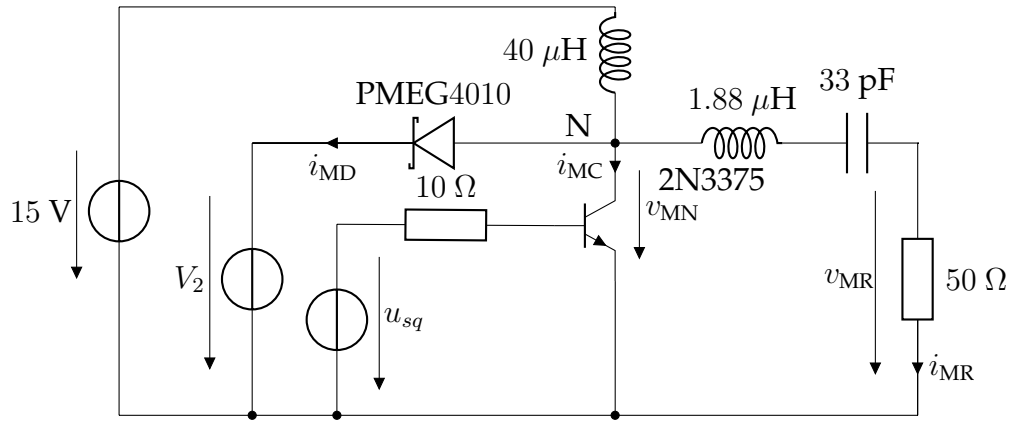 40 μH
PMEG4010
33 pF
1.88 μH
N
i_MD
i_MC
2N3375
10 Ω
v_MN
15 V
V_2
u_sq
v_MR
50 Ω
i_MR